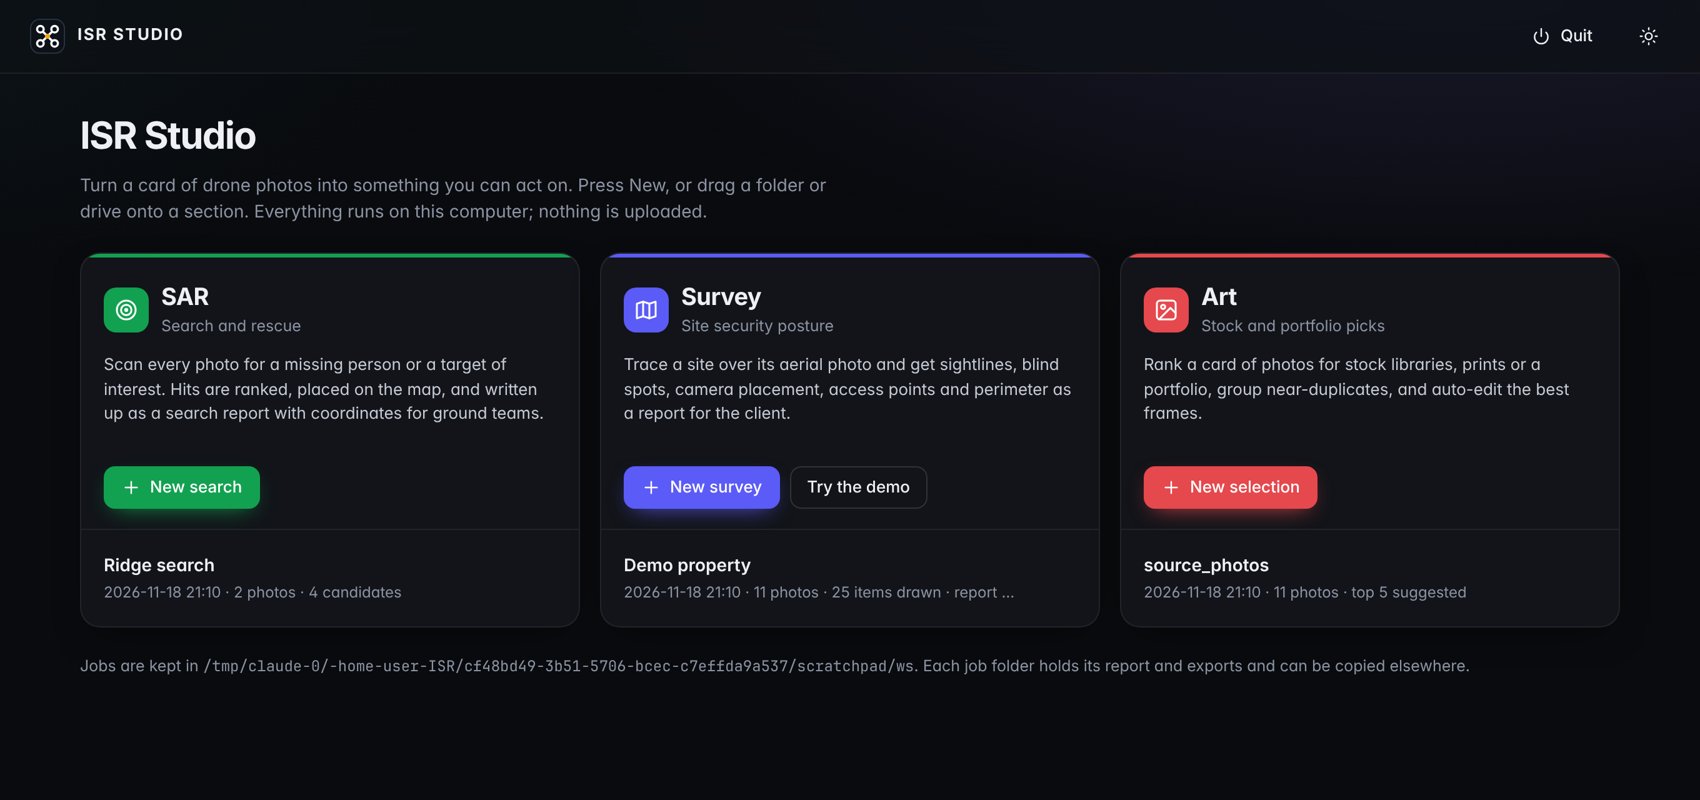 ISR STUDIO
Quit
ISR Studio
Turn a card of drone photos into something you can act on. Press New, or drag a folder or
drive onto a section. Everything runs on this computer; nothing is uploaded.
SAR
Search and rescue
Scan every photo for a missing person or a target of
interest. Hits are ranked, placed on the map, and written
up as a search report with coordinates for ground teams.
New search
Ridge search
2026-11-18 21:10 · 2 photos · 4 candidates
Survey
Site security posture
Trace a site over its aerial photo and get sightlines, blind
spots, camera placement, access points and perimeter as
a report for the client.
New survey
Try the demo
Demo property
2026-11-18 21:10 · 11 photos · 25 items drawn · report ...
Art
Stock and portfolio picks
Rank a card of photos for stock libraries, prints or a
portfolio, group near-duplicates, and auto-edit the best
frames.
New selection
source_photos
2026-11-18 21:10 · 11 photos · top 5 suggested
Jobs are kept in /tmp/claude-0/-home-user-ISR/cf48bd49-3b51-5706-bcec-c7effda9a537/scratchpad/ws. Each job folder holds its report and exports and can be copied elsewhere.